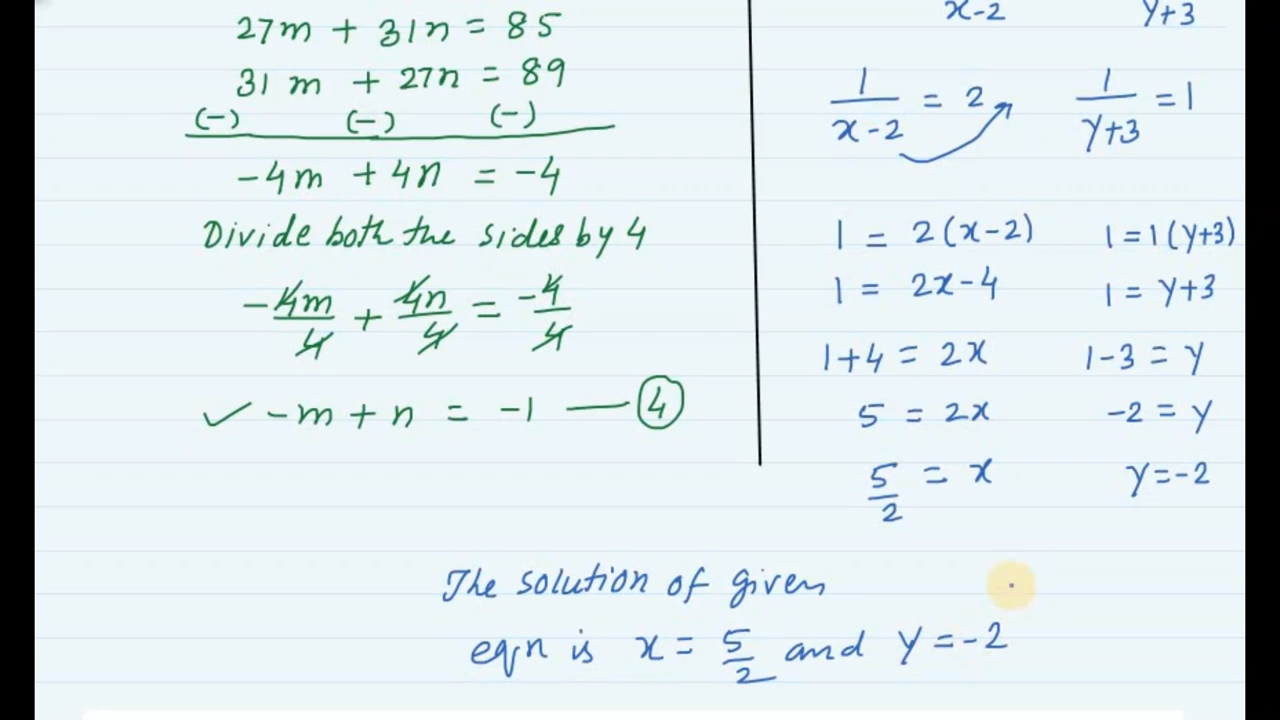 27m + 31n = 85
31 m + 27n = 89
(-) (-) (-)
-4m + 4n = -4
Divide both the sides by 4
-4m/4 + 4n/4 = -4/4
✓ -m + n = -1 — ④
x-2 y+3
1/(x-2) = 2 1/(y+3) = 1
1 = 2(x-2) 1 = 1(y+3)
1 = 2x-4 1 = y+3
1+4 = 2x 1-3 = y
5 = 2x -2 = y
5/2 = x y = -2
The solution of given
eqn is x = 5/2 and y = -2